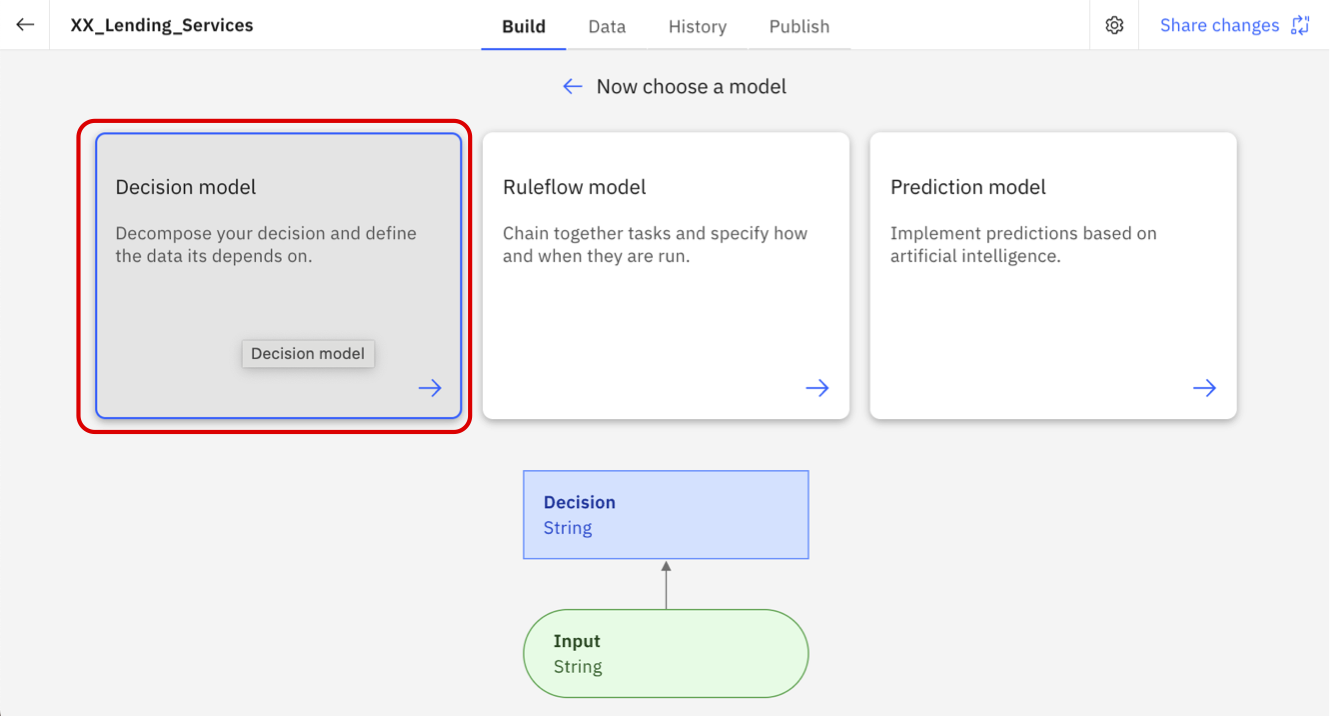 XX_Lending_Services
Build
Data
History
Publish
Share changes
Now choose a model
Decision model
Decompose your decision and define
the data its depends on.
Decision model
Ruleflow model
Chain together tasks and specify how
and when they are run.
Prediction model
Implement predictions based on
artificial intelligence.
Decision
String
Input
String